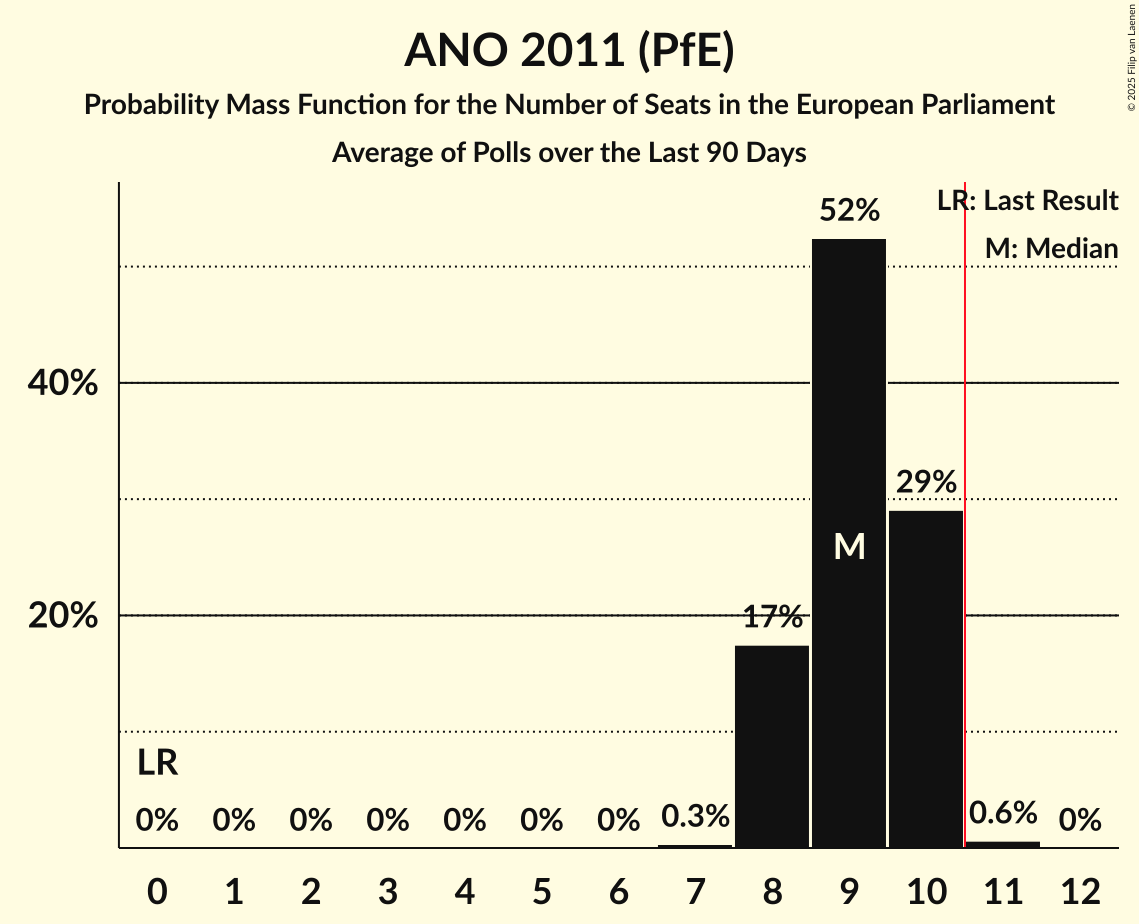 ANO 2011 (PfE)
Probability Mass Function for the Number of Seats in the European Parliament
Average of Polls over the Last 90 Days
© 2025 Filip van Laenen
LR: Last Result
M: Median
52%
40%
29%
M
20%
17%
LR
0% 0% 0% 0% 0% 0% 0% 0.3% 0.6% 0%
0 1 2 3 4 5 6 7 8 9 10 11 12